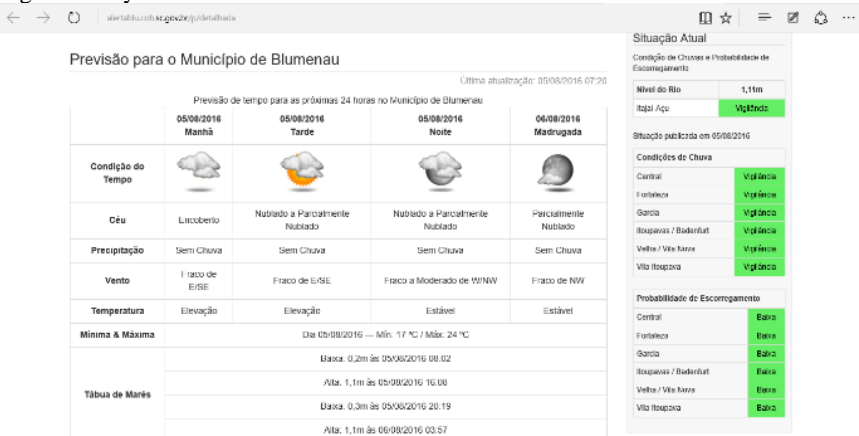 alertablu.cob.sc.gov.br/p/detalhada
Previsão para o Município de Blumenau
Última atualização: 05/08/2016 07:20
Previsão de tempo para as próximas 24 horas no Município de Blumenau
05/08/2016 Manhã 05/08/2016 Tarde 05/08/2016 Noite 06/08/2016 Madrugada
Condição do Tempo
Céu Encoberto Nublado a Parcialmente Nublado Nublado a Parcialmente Nublado Parcialmente Nublado
Precipitação Sem Chuva Sem Chuva Sem Chuva Sem Chuva
Vento Fraco de E/SE Fraco de E/SE Fraco a Moderado de W/NW Fraco de NW
Temperatura Elevação Elevação Estável Estável
Mínima & Máxima Dia 05/08/2016 — Mín: 17 ºC / Máx: 24 ºC
Tábua de Marés
Baixa: 0,2m às 05/08/2016 08:02
Alta: 1,1m às 05/08/2016 16:08
Baixa: 0,3m às 05/08/2016 20:19
Alta: 1,1m às 06/08/2016 03:57
Situação Atual
Condição de Chuvas e Probabilidade de
Escorregamento
Nível do Rio 1,11m
Itajaí Açu Vigilância
Situação publicada em 05/08/2016
Condições de Chuva
Central Vigilância
Fortaleza Vigilância
Garcia Vigilância
Itoupavas / Badenfurt Vigilância
Velha / Vila Nova Vigilância
Vila Itoupava Vigilância
Probabilidade de Escorregamento
Central Baixa
Fortaleza Baixa
Garcia Baixa
Itoupavas / Badenfurt Baixa
Velha / Vila Nova Baixa
Vila Itoupava Baixa